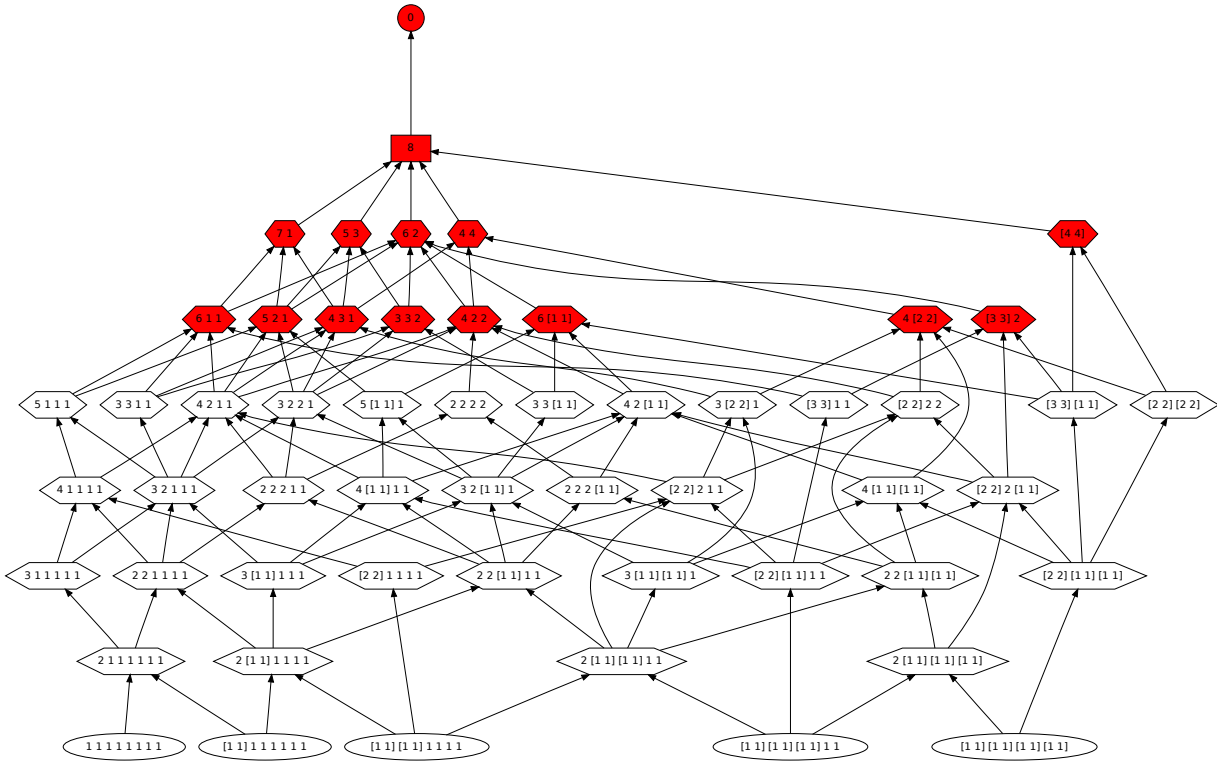 0
8
7 1
5 3
6 2
4 4
[4 4]
6 1 1
5 2 1
4 3 1
3 3 2
4 2 2
6 [1 1]
4 [2 2]
[3 3] 2
5 1 1 1
3 3 1 1
4 2 1 1
3 2 2 1
5 [1 1] 1
2 2 2 2
3 3 [1 1]
4 2 [1 1]
3 [2 2] 1
[3 3] 1 1
[2 2] 2 2
[3 3] [1 1]
[2 2] [2 2]
4 1 1 1 1
3 2 1 1 1
2 2 2 1 1
4 [1 1] 1 1
3 2 [1 1] 1
2 2 2 [1 1]
[2 2] 2 1 1
4 [1 1] [1 1]
[2 2] 2 [1 1]
3 1 1 1 1 1
2 2 1 1 1 1
3 [1 1] 1 1 1
[2 2] 1 1 1 1
2 2 [1 1] 1 1
3 [1 1] [1 1] 1
[2 2] [1 1] 1 1
2 2 [1 1] [1 1]
[2 2] [1 1] [1 1]
2 1 1 1 1 1 1
2 [1 1] 1 1 1 1
2 [1 1] [1 1] 1 1
2 [1 1] [1 1] [1 1]
1 1 1 1 1 1 1 1
[1 1] 1 1 1 1 1 1
[1 1] [1 1] 1 1 1 1
[1 1] [1 1] [1 1] 1 1
[1 1] [1 1] [1 1] [1 1]